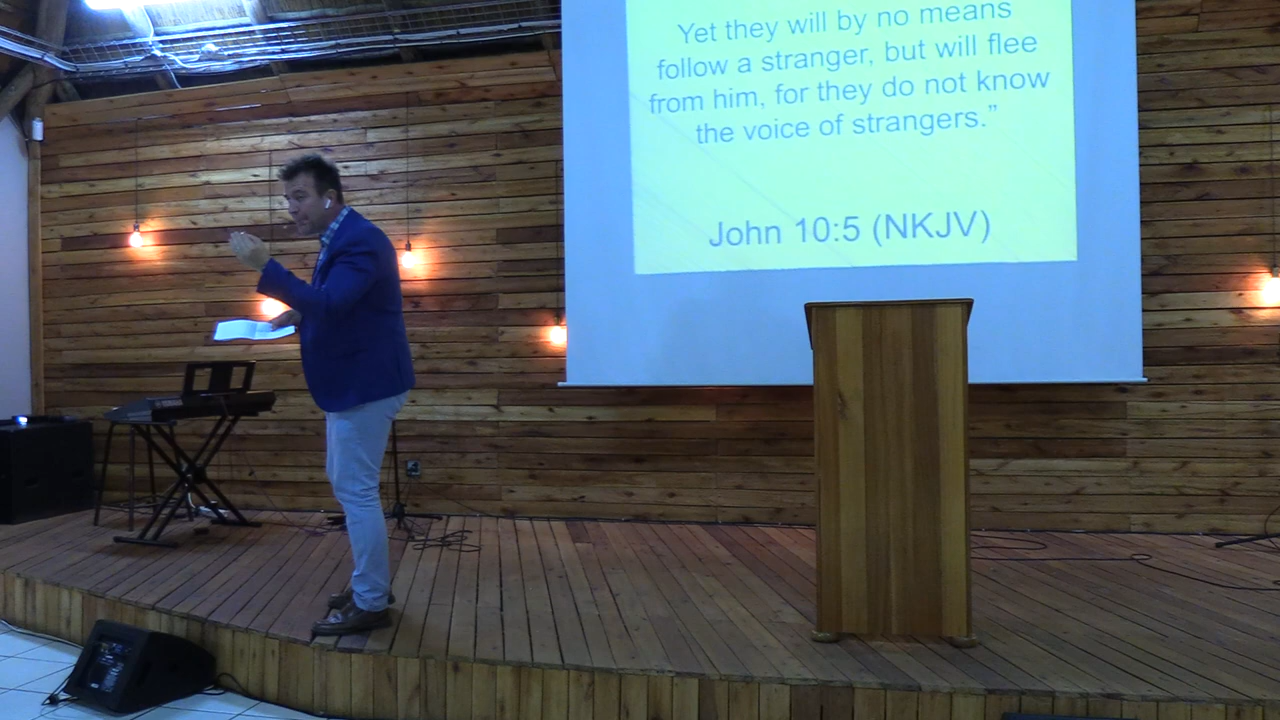 Yet they will by no means
follow a stranger, but will flee
from him, for they do not know
the voice of strangers.”
John 10:5 (NKJV)